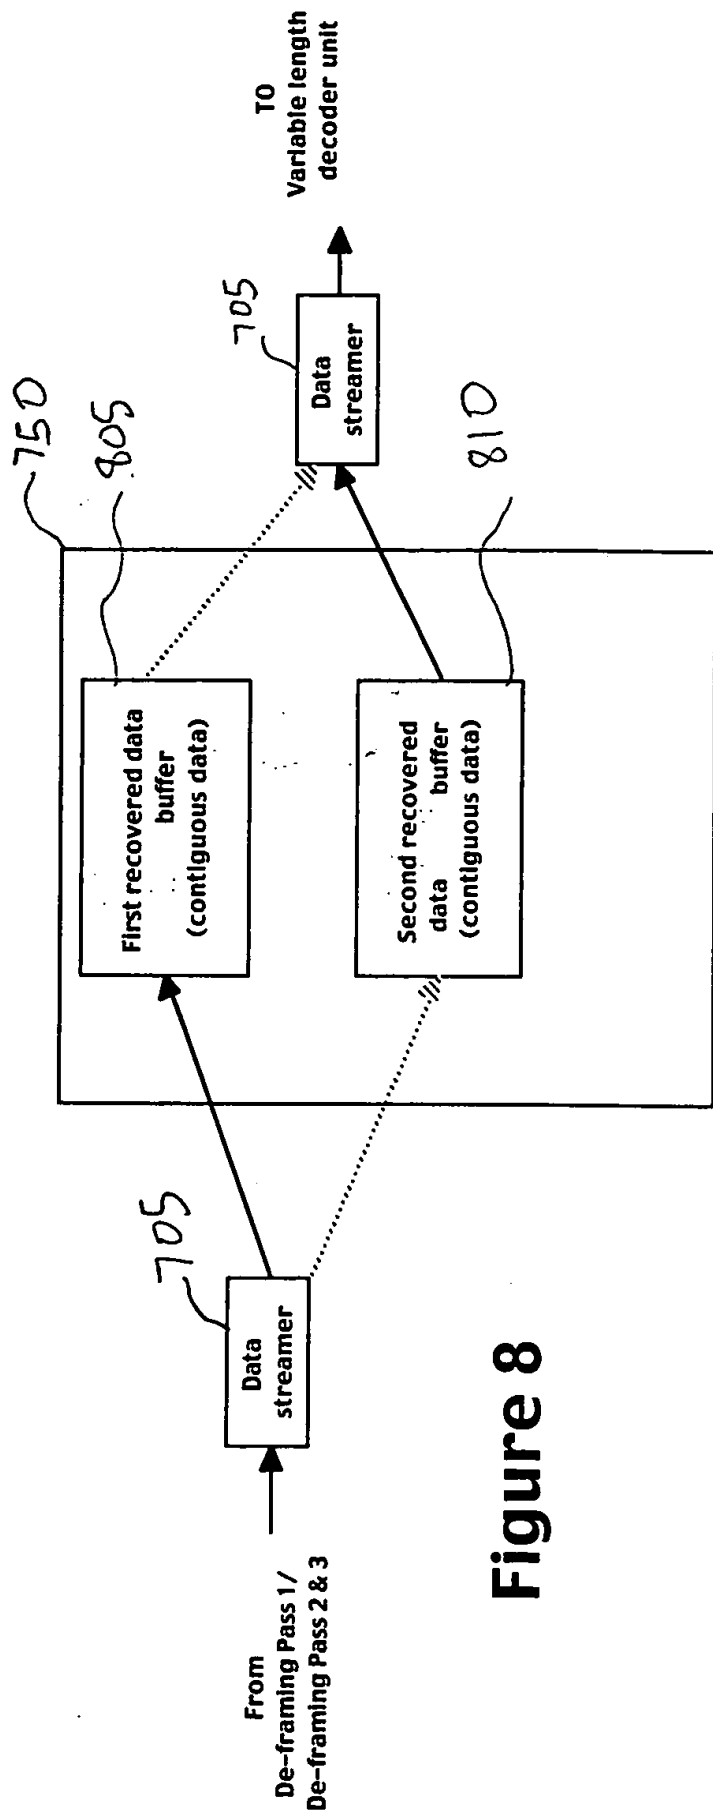 From
De-framing Pass 1/
De-framing Pass 2 & 3
Data
streamer
705
750
First recovered data
buffer
(contiguous data)
805
Second recovered
data buffer
(contiguous data)
810
Data
streamer
705
TO
Variable length
decoder unit
Figure 8